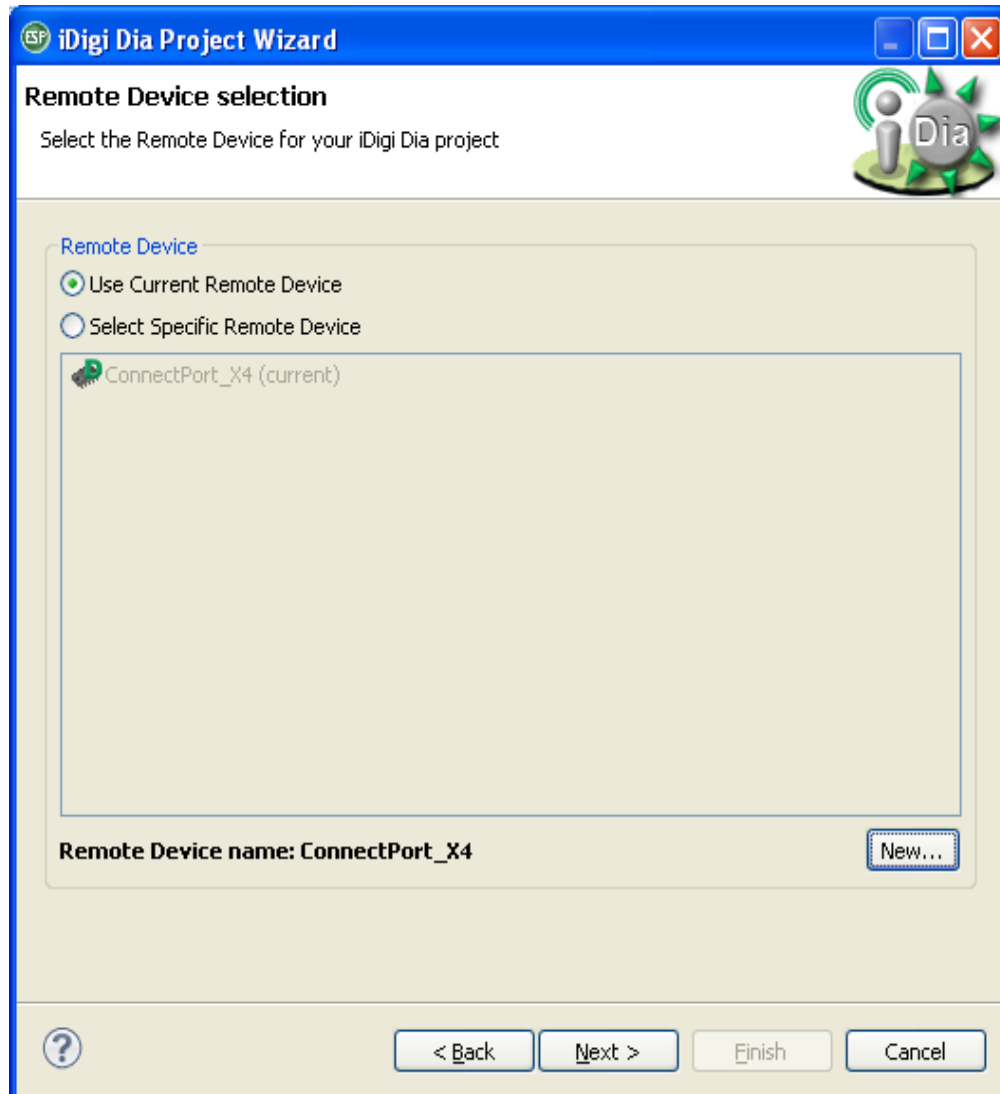 ESP iDigi Dia Project Wizard
Remote Device selection
Select the Remote Device for your iDigi Dia project
Dia
Remote Device
Use Current Remote Device
Select Specific Remote Device
ConnectPort_X4 (current)
Remote Device name: ConnectPort_X4
New...
?
< Back
Next >
Finish
Cancel